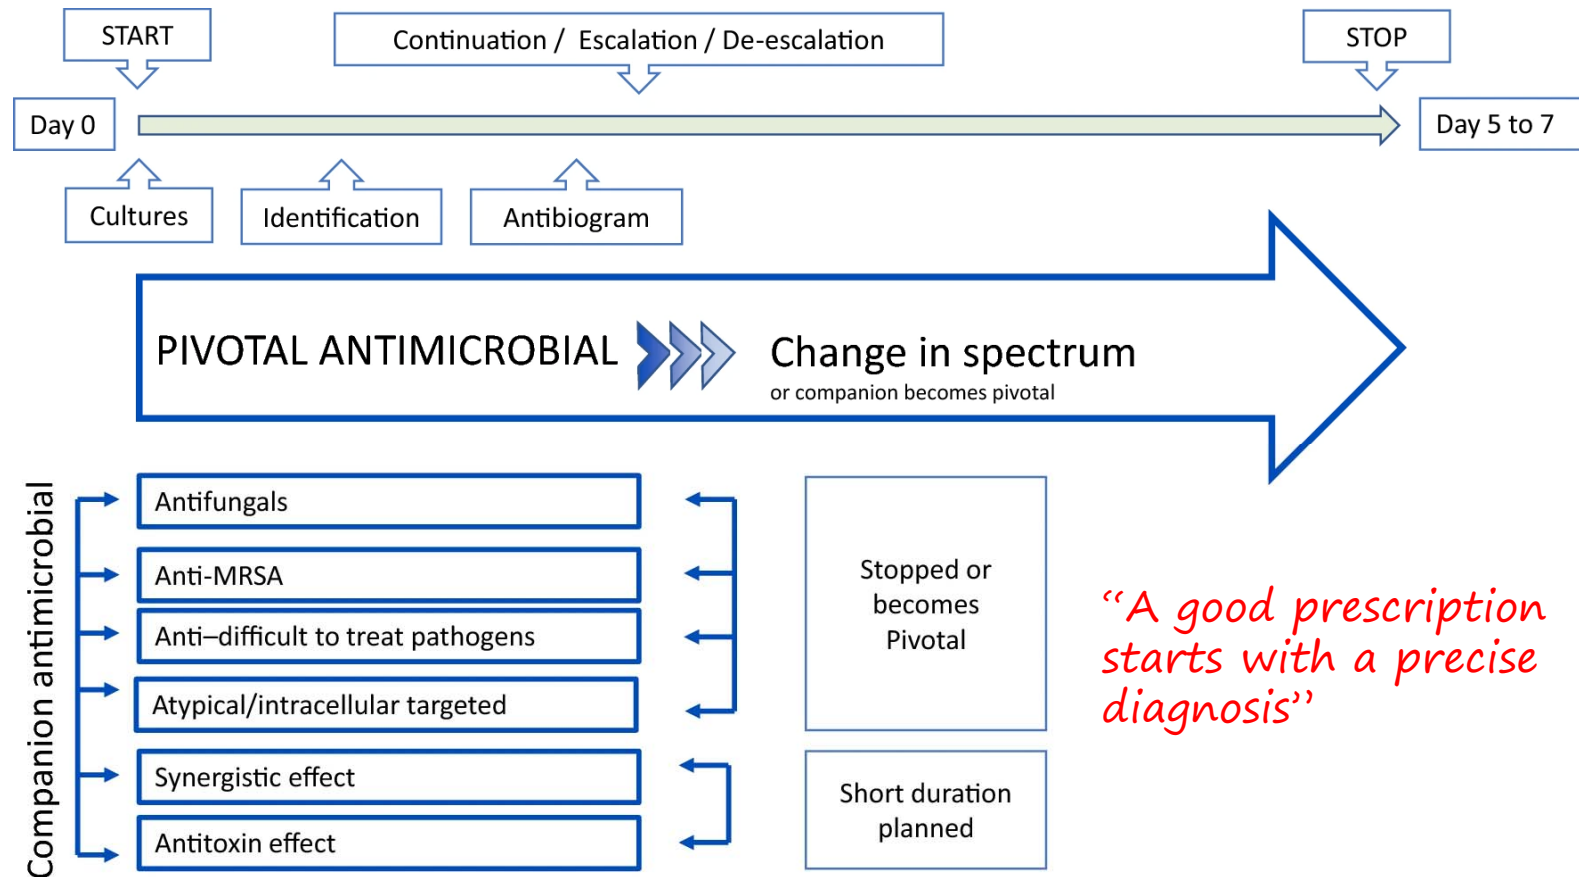 START
Continuation / Escalation / De-escalation
STOP
Day 0
Day 5 to 7
Cultures
Identification
Antibiogram
PIVOTAL ANTIMICROBIAL
Change in spectrum
or companion becomes pivotal
Companion antimicrobial
Antifungals
Anti-MRSA
Anti–difficult to treat pathogens
Atypical/intracellular targeted
Synergistic effect
Antitoxin effect
Stopped or
becomes
Pivotal
Short duration
planned
“A good prescription
starts with a precise
diagnosis”